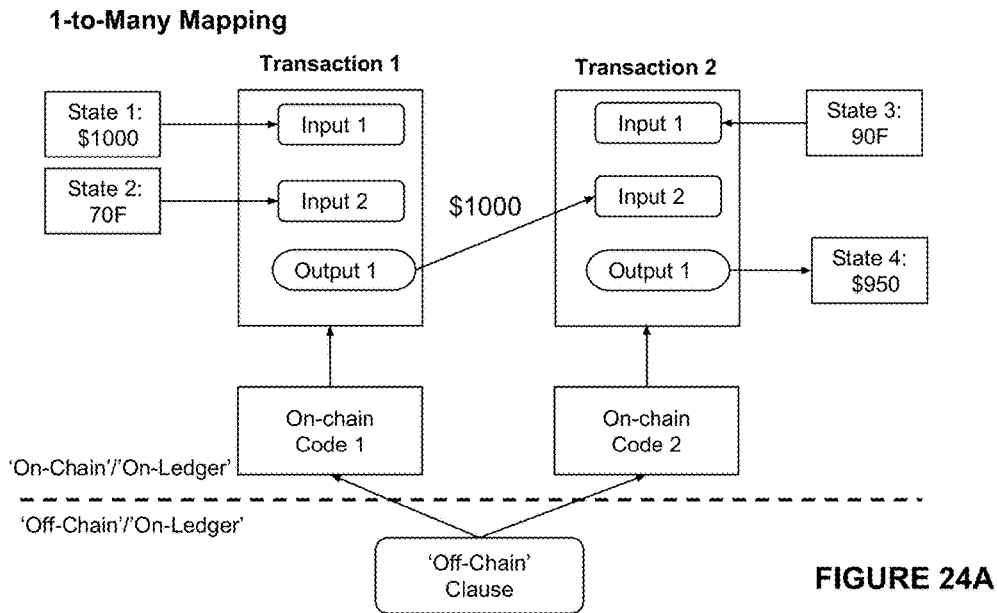 1-to-Many Mapping
Transaction 1
Transaction 2
State 1:
$1000
Input 1
Input 1
State 3:
90F
State 2:
70F
Input 2
$1000
Input 2
Output 1
Output 1
State 4:
$950
On-chain
Code 1
On-chain
Code 2
‘On-Chain’/’On-Ledger’
‘Off-Chain’/’On-Ledger’
‘Off-Chain’
Clause
FIGURE 24A